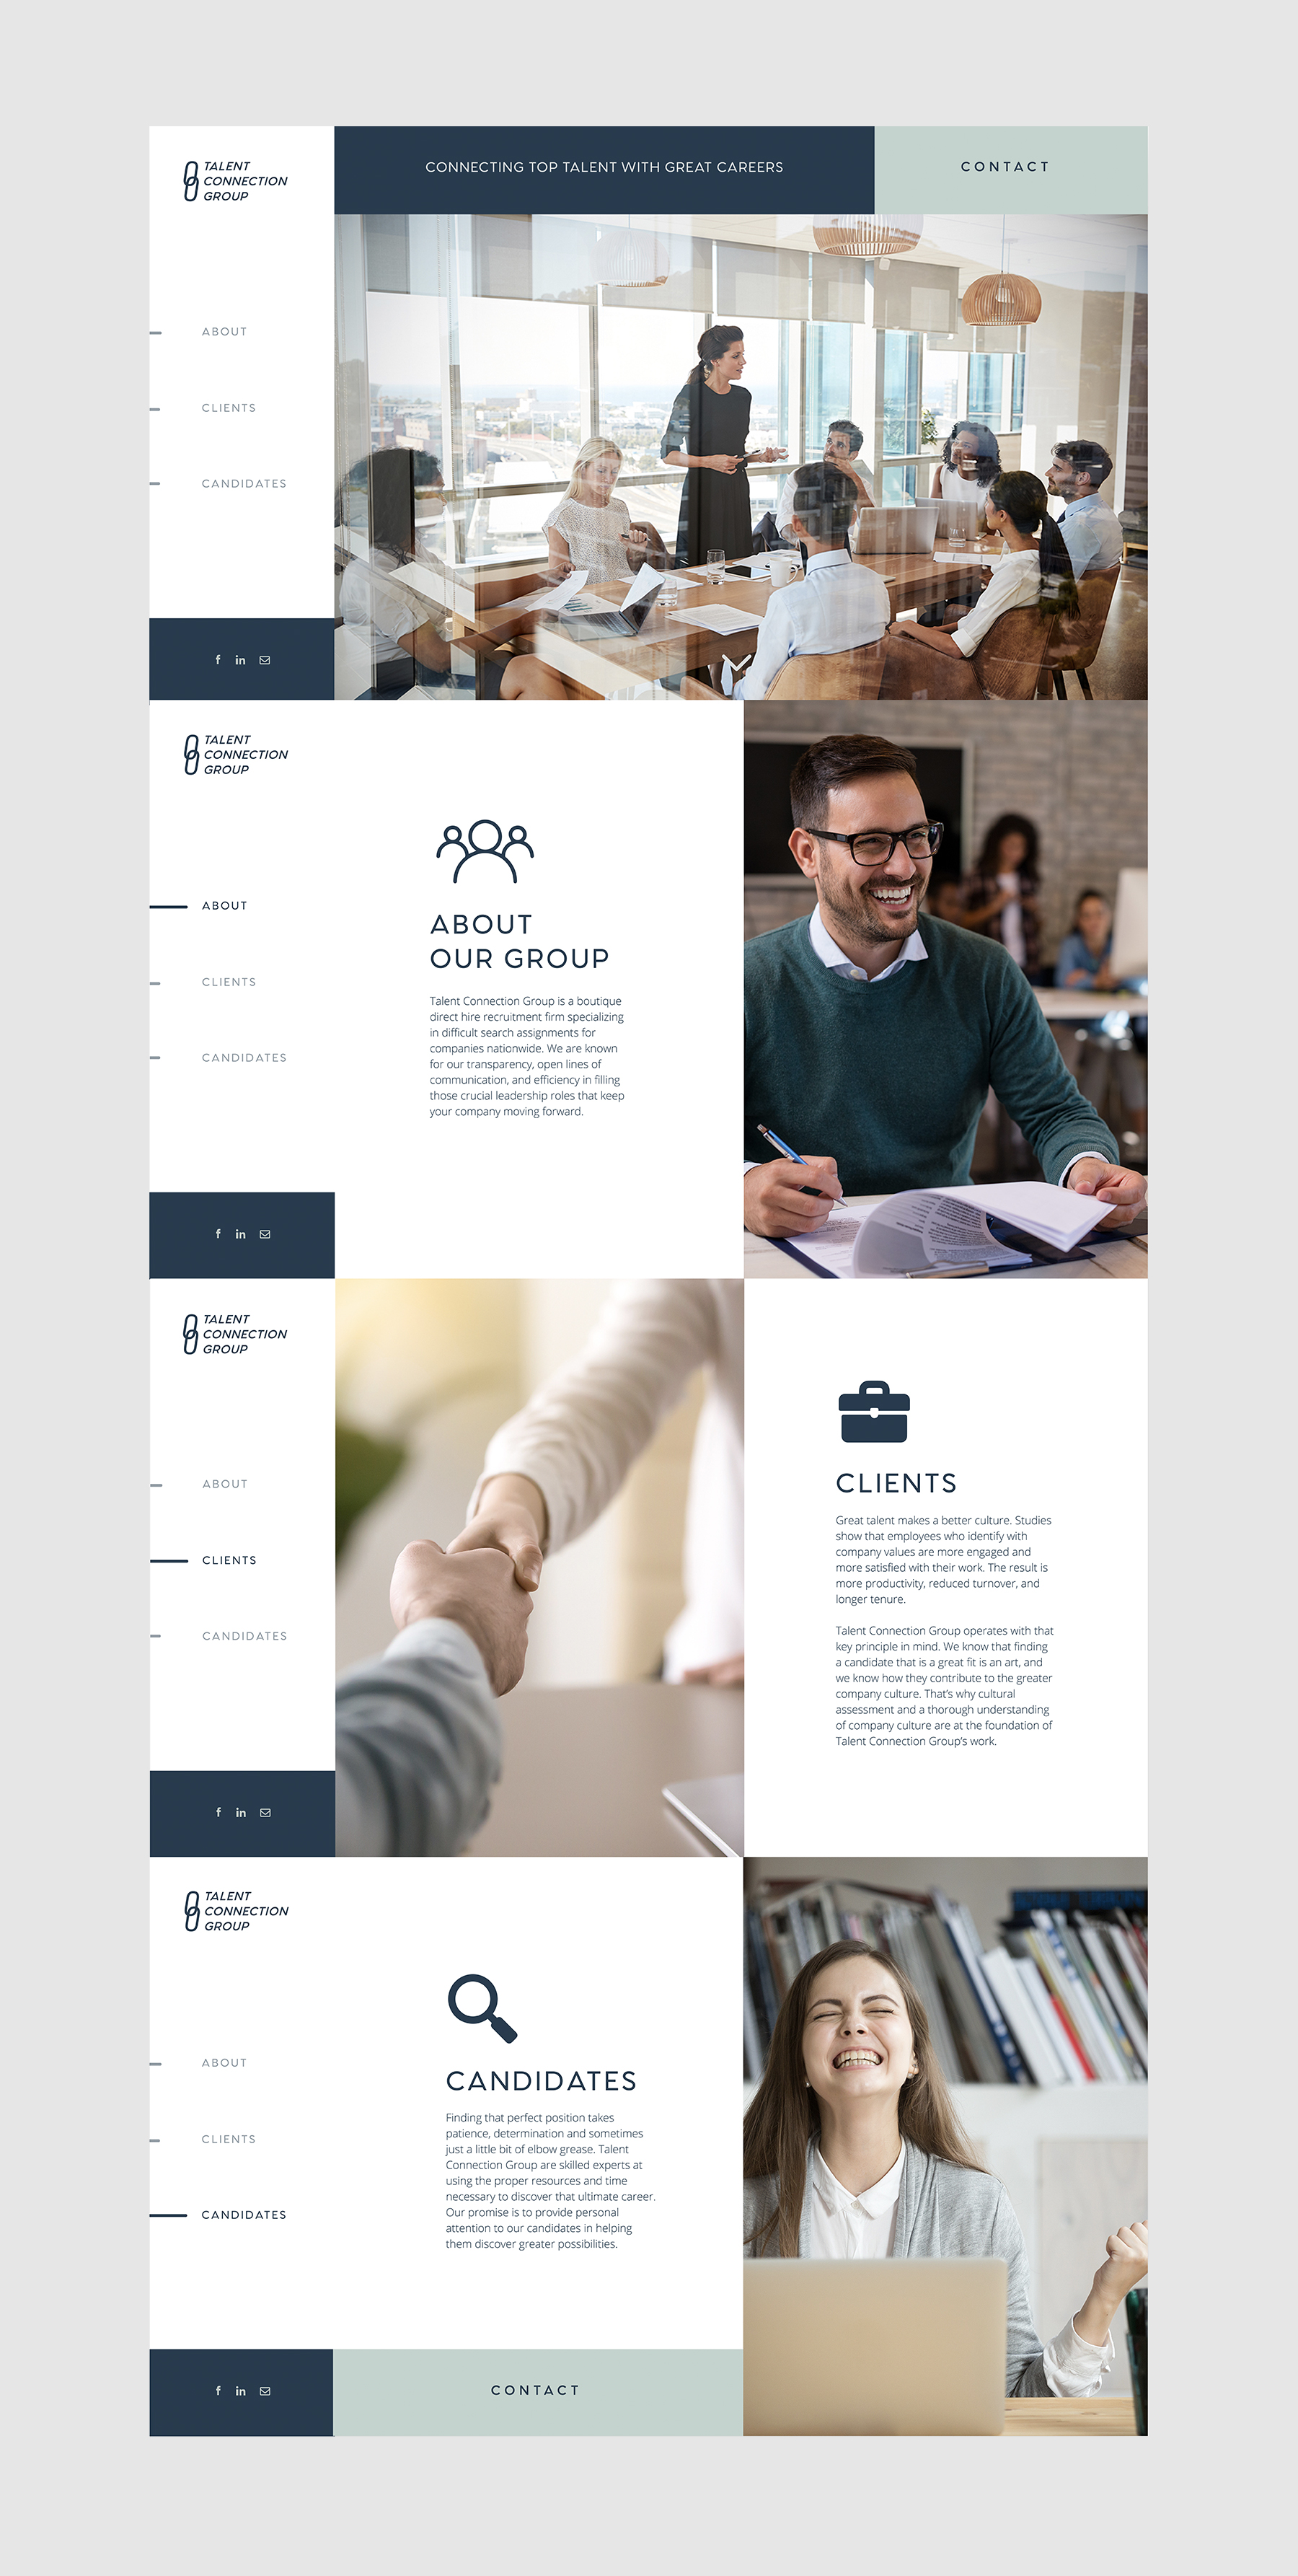 TALENT
CONNECTION
GROUP
CONNECTING TOP TALENT WITH GREAT CAREERS
CONTACT
ABOUT
CLIENTS
CANDIDATES
f in
TALENT
CONNECTION
GROUP
ABOUT
CLIENTS
CANDIDATES
f in
ABOUT
OUR GROUP
Talent Connection Group is a boutique
direct hire recruitment firm specializing
in difficult search assignments for
companies nationwide. We are known
for our transparency, open lines of
communication, and efficiency in filling
those crucial leadership roles that keep
your company moving forward.
TALENT
CONNECTION
GROUP
ABOUT
CLIENTS
CANDIDATES
f in
CLIENTS
Great talent makes a better culture. Studies
show that employees who identify with
company values are more engaged and
more satisfied with their work. The result is
more productivity, reduced turnover, and
longer tenure.
Talent Connection Group operates with that
key principle in mind. We know that finding
a candidate that is a great fit is an art, and
we know how they contribute to the greater
company culture. That's why cultural
assessment and a thorough understanding
of company culture are at the foundation of
Talent Connection Group's work.
TALENT
CONNECTION
GROUP
ABOUT
CLIENTS
CANDIDATES
f in
CANDIDATES
Finding that perfect position takes
patience, determination and sometimes
just a little bit of elbow grease. Talent
Connection Group are skilled experts at
using the proper resources and time
necessary to discover that ultimate career.
Our promise is to provide personal
attention to our candidates in helping
them discover greater possibilities.
CONTACT